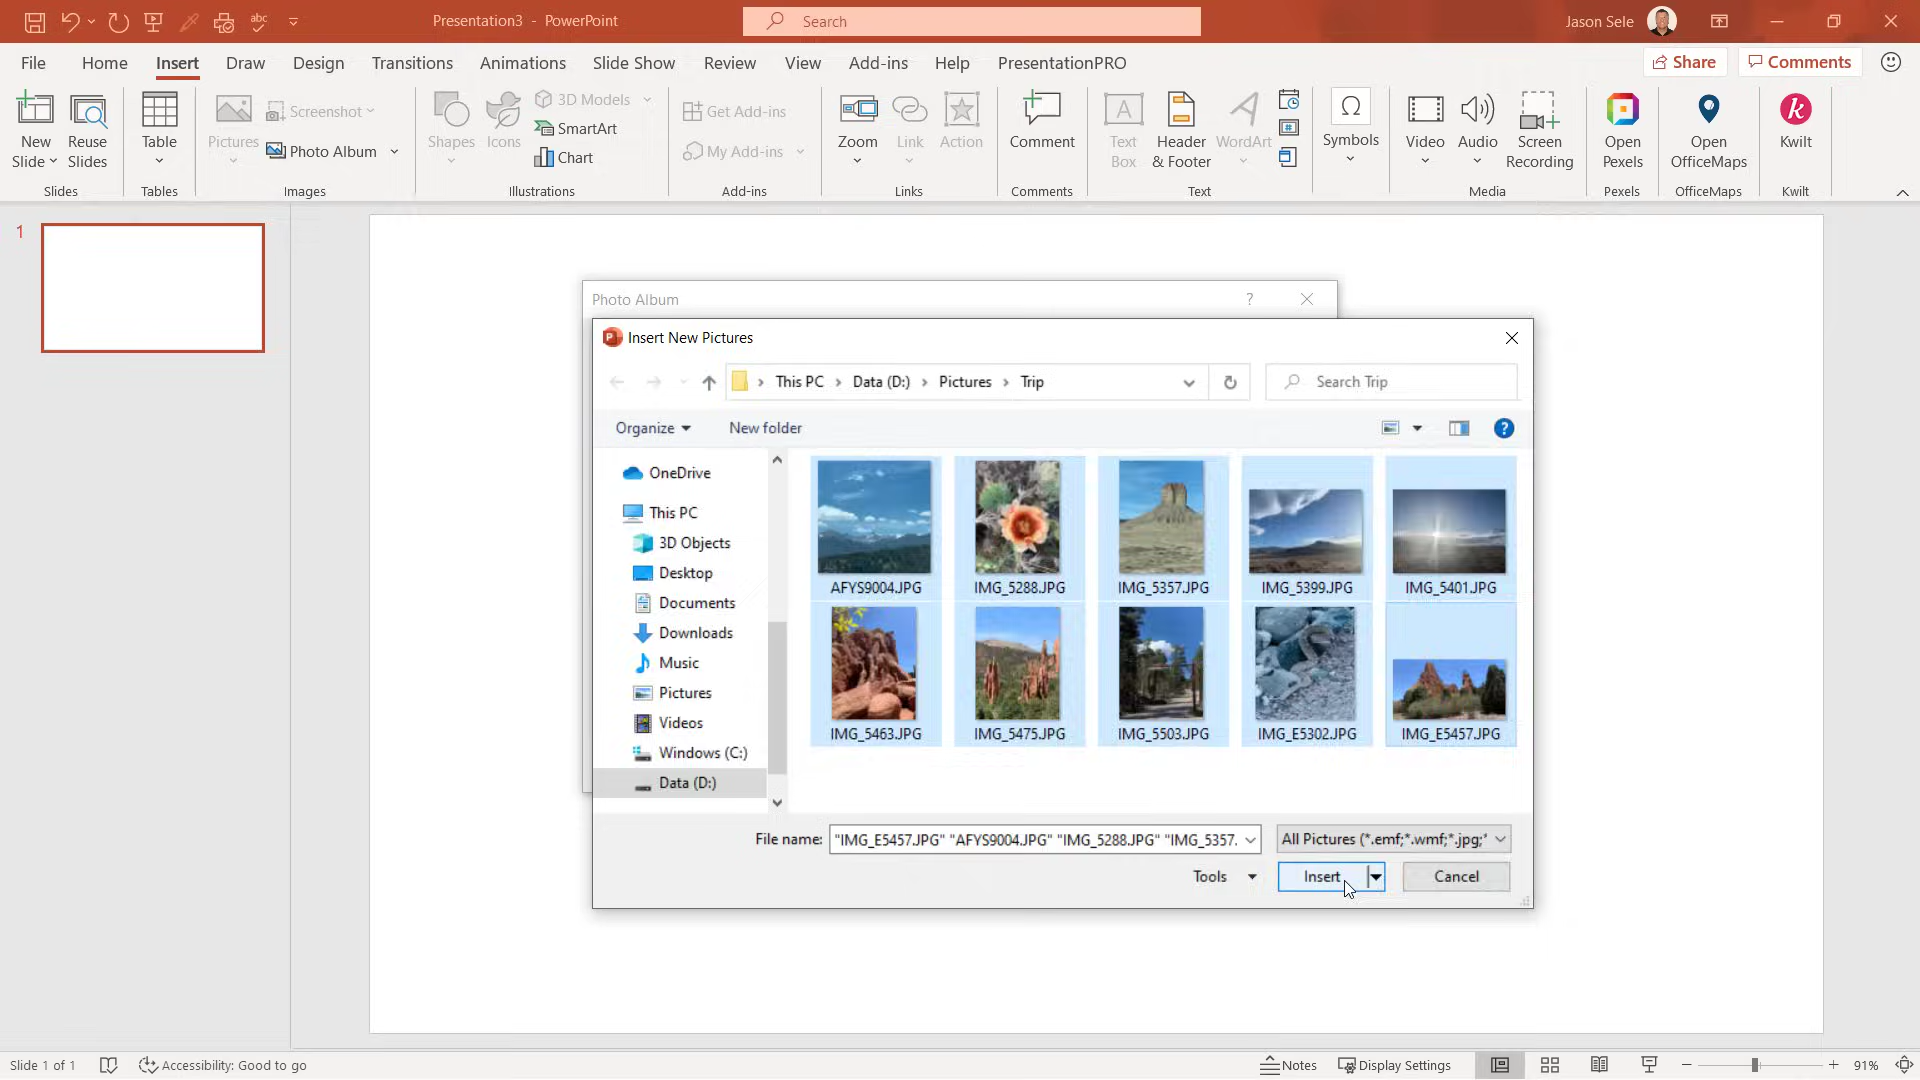 Presentation3 - PowerPoint
Search
Jason Sele
abc
File Home Insert Draw Design Transitions Animations Slide Show Review View Add-ins Help PresentationPRO
Share Comments
New Slide
Reuse Slides
Table
Pictures
Screenshot
Photo Album
Shapes
Icons
3D Models
SmartArt
Chart
Get Add-ins
My Add-ins
Zoom
Link
Action
Comment
Text Box
Header & Footer
WordArt
Symbols
Video
Audio
Screen Recording
Open Pexels
Open OfficeMaps
Kwilt
Slides Tables Images Illustrations Add-ins Links Comments Text Media Pexels OfficeMaps Kwilt
1
Photo Album ?
Insert New Pictures
This PC > Data (D:) > Pictures > Trip
Search Trip
Organize New folder
OneDrive
This PC
3D Objects
Desktop
Documents
Downloads
Music
Pictures
Videos
Windows (C:)
Data (D:)
AFYS9004.JPG IMG_5288.JPG IMG_5357.JPG IMG_5399.JPG IMG_5401.JPG
IMG_5463.JPG IMG_5475.JPG IMG_5503.JPG IMG_E5302.JPG IMG_E5457.JPG
File name: "IMG_E5457.JPG" "AFYS9004.JPG" "IMG_5288.JPG" "IMG_5357. All Pictures (*.emf;*.wmf;*.jpg;*
Tools Insert Cancel
Slide 1 of 1 Accessibility: Good to go Notes Display Settings 91%